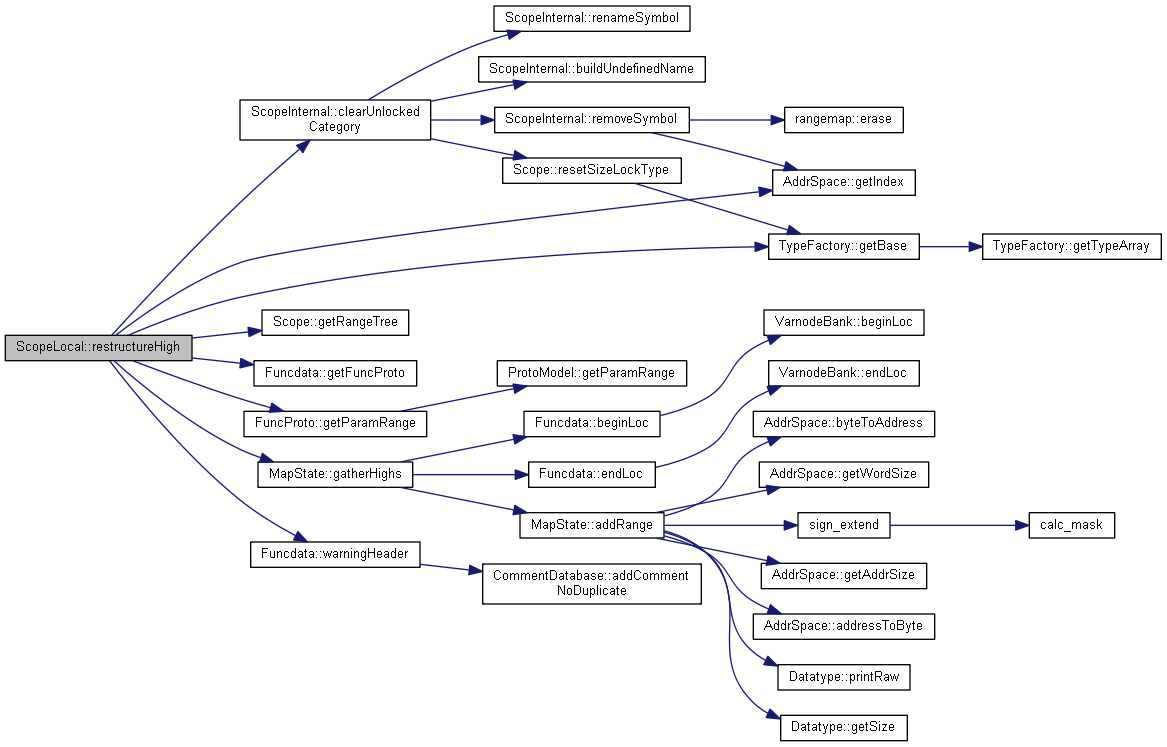 ScopeInternal::renameSymbol
ScopeInternal::buildUndefinedName
ScopeInternal::clearUnlocked
Category
ScopeInternal::removeSymbol
rangemap::erase
Scope::resetSizeLockType
AddrSpace::getIndex
TypeFactory::getBase
TypeFactory::getTypeArray
Scope::getRangeTree
VarnodeBank::beginLoc
ScopeLocal::restructureHigh
Funcdata::getFuncProto
ProtoModel::getParamRange
VarnodeBank::endLoc
FuncProto::getParamRange
Funcdata::beginLoc
AddrSpace::byteToAddress
MapState::gatherHighs
Funcdata::endLoc
AddrSpace::getWordSize
MapState::addRange
sign_extend
calc_mask
Funcdata::warningHeader
CommentDatabase::addComment
NoDuplicate
AddrSpace::getAddrSize
AddrSpace::addressToByte
Datatype::printRaw
Datatype::getSize